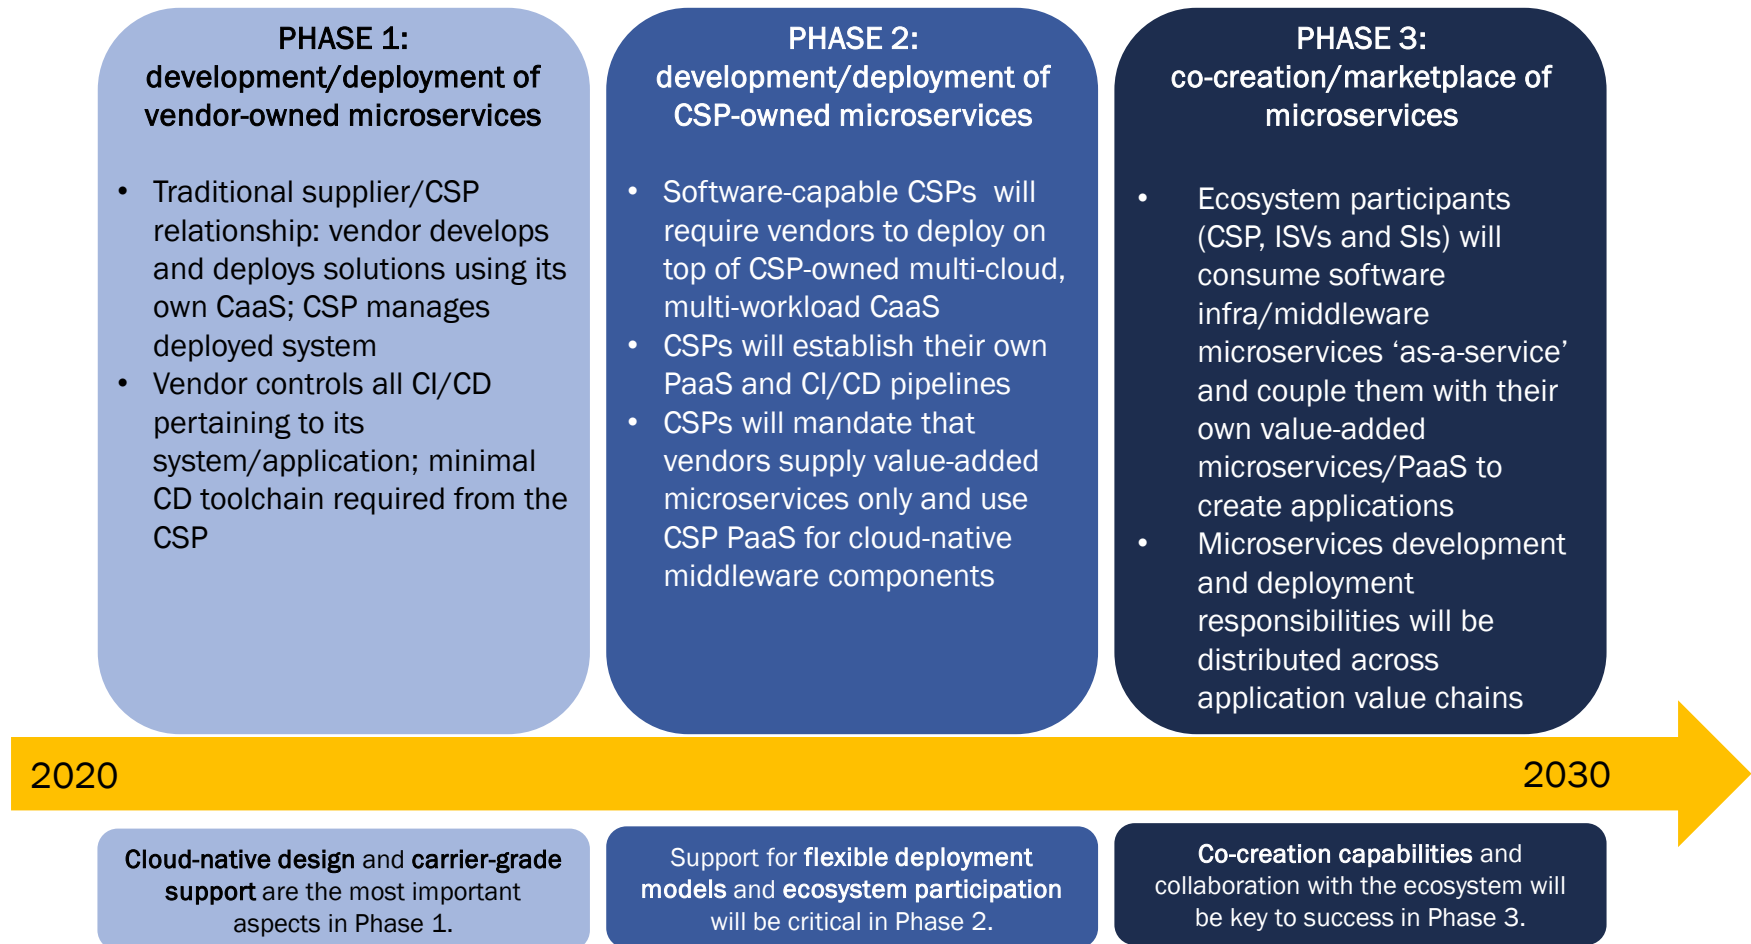 PHASE 1:
development/deployment of
vendor-owned microservices
• Traditional supplier/CSP
relationship: vendor develops
and deploys solutions using its
own CaaS; CSP manages
deployed system
• Vendor controls all CI/CD
pertaining to its
system/application; minimal
CD toolchain required from the
CSP
PHASE 2:
development/deployment of
CSP-owned microservices
• Software-capable CSPs will
require vendors to deploy on
top of CSP-owned multi-cloud,
multi-workload CaaS
• CSPs will establish their own
PaaS and CI/CD pipelines
• CSPs will mandate that
vendors supply value-added
microservices only and use
CSP PaaS for cloud-native
middleware components
PHASE 3:
co-creation/marketplace of
microservices
• Ecosystem participants
(CSP, ISVs and SIs) will
consume software
infra/middleware
microservices ‘as-a-service’
and couple them with their
own value-added
microservices/PaaS to
create applications
• Microservices development
and deployment
responsibilities will be
distributed across
application value chains
2020
2030
Cloud-native design and carrier-grade
support are the most important
aspects in Phase 1.
Support for flexible deployment
models and ecosystem participation
will be critical in Phase 2.
Co-creation capabilities and
collaboration with the ecosystem will
be key to success in Phase 3.